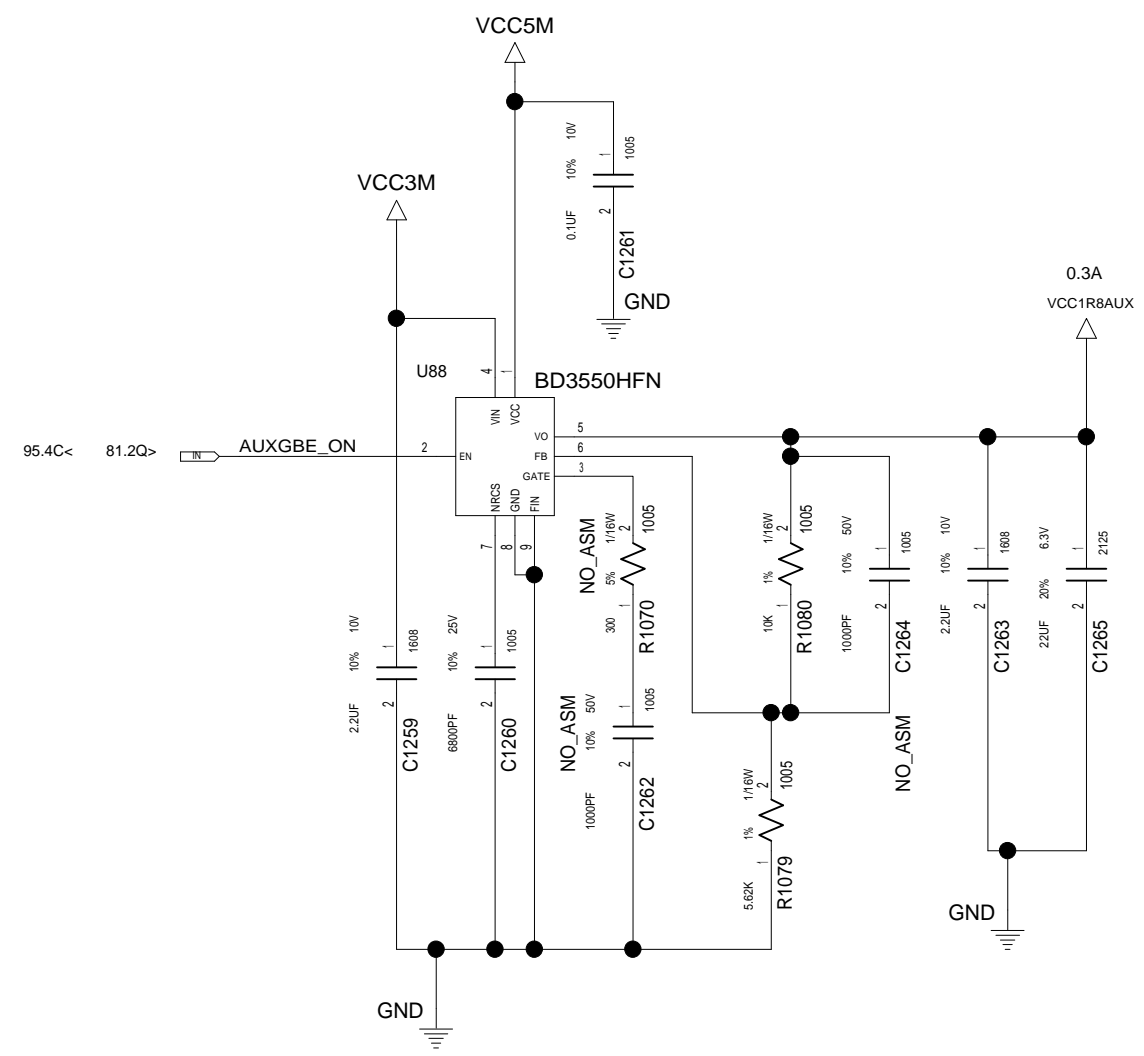 VCC5M
1
10V
10%
0.1UF
1005
2
C1261
GND
VCC3M
0.3A
VCC1R8AUX
U88
4
1
BD3550HFN
VIN
VCC
95.4C<
81.2Q>
IN
AUXGBE_ON
2
EN
VO
5
FB
6
GATE
3
NRCS
GND
FIN
7
8
9
NO_ASM
1/16W
5%
300
2
1005
1
R1070
1/16W
1%
10K
2
1005
1
R1080
50V
10%
1000PF
1
1005
2
C1264
NO_ASM
10V
10%
2.2UF
1
1608
2
C1263
6.3V
20%
22UF
1
2125
2
C1265
10V
10%
2.2UF
1
1608
2
C1259
25V
10%
6800PF
1
1005
2
C1260
NO_ASM
50V
10%
1000PF
1
1005
2
C1262
1/16W
1%
5.62K
2
1005
1
R1079
GND
GND